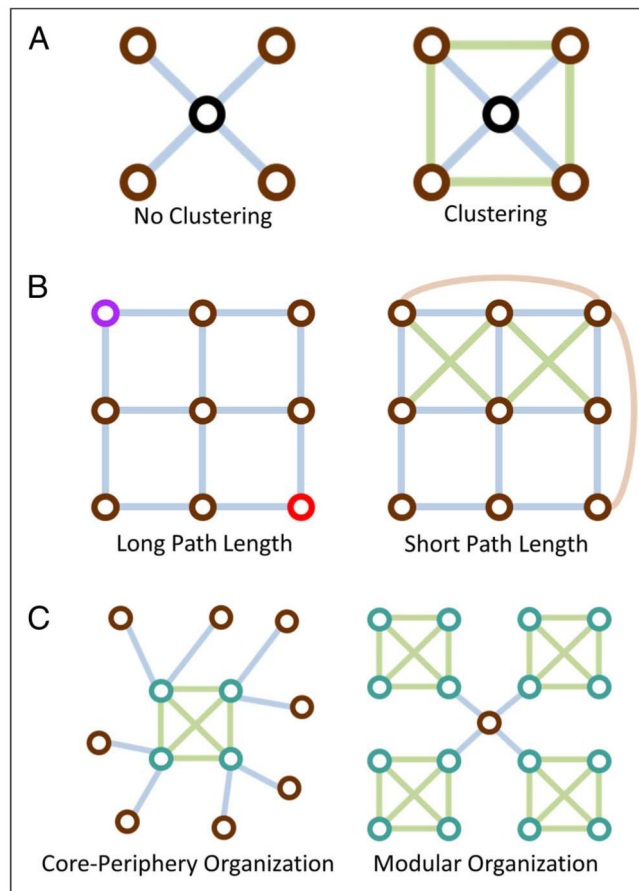 A
No Clustering
Clustering
B
Long Path Length
Short Path Length
C
Core-Periphery Organization
Modular Organization